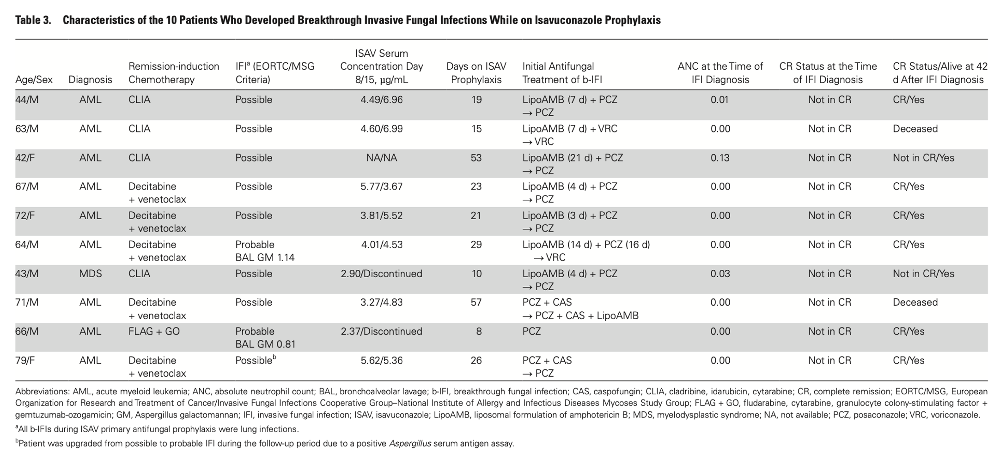 Table 3. Characteristics of the 10 Patients Who Developed Breakthrough Invasive Fungal Infections While on Isavuconazole Prophylaxis
Age/Sex Diagnosis Remission-induction Chemotherapy IFIa (EORTC/MSG Criteria) ISAV Serum Concentration Day 8/15, μg/mL Days on ISAV Prophylaxis Initial Antifungal Treatment of b-IFI ANC at the Time of IFI Diagnosis CR Status at the Time of IFI Diagnosis CR Status/Alive at 42 d After IFI Diagnosis
44/M AML CLIA Possible 4.49/6.96 19 LipoAMB (7 d) + PCZ 0.01 Not in CR CR/Yes
→ PCZ
63/M AML CLIA Possible 4.60/6.99 15 LipoAMB (7 d) + VRC 0.00 Not in CR Deceased
→ VRC
42/F AML CLIA Possible NA/NA 53 LipoAMB (21 d) + PCZ 0.13 Not in CR Not in CR/Yes
→ PCZ
67/M AML Decitabine Possible 5.77/3.67 23 LipoAMB (4 d) + PCZ 0.00 Not in CR CR/Yes
+ venetoclax → PCZ
72/F AML Decitabine Possible 3.81/5.52 21 LipoAMB (3 d) + PCZ 0.00 Not in CR CR/Yes
+ venetoclax → PCZ
64/M AML Decitabine Probable 4.01/4.53 29 LipoAMB (14 d) + PCZ (16 d) 0.00 Not in CR CR/Yes
+ venetoclax BAL GM 1.14 → VRC
43/M MDS CLIA Possible 2.90/Discontinued 10 LipoAMB (4 d) + PCZ 0.03 Not in CR Not in CR/Yes
→ PCZ
71/M AML Decitabine Possible 3.27/4.83 57 PCZ + CAS 0.00 Not in CR Deceased
+ venetoclax → PCZ + CAS + LipoAMB
66/M AML FLAG + GO Probable 2.37/Discontinued 8 PCZ 0.00 Not in CR CR/Yes
BAL GM 0.81
79/F AML Decitabine Possibleb 5.62/5.36 26 PCZ + CAS 0.00 Not in CR CR/Yes
+ venetoclax → PCZ
Abbreviations: AML, acute myeloid leukemia; ANC, absolute neutrophil count; BAL, bronchoalveolar lavage; b-IFI, breakthrough fungal infection; CAS, caspofungin; CLIA, cladribine, idarubicin, cytarabine; CR, complete remission; EORTC/MSG, European
Organization for Research and Treatment of Cancer/Invasive Fungal Infections Cooperative Group–National Institute of Allergy and Infectious Diseases Mycoses Study Group; FLAG + GO, fludarabine, cytarabine, granulocyte colony-stimulating factor +
gemtuzumab-ozogamicin; GM, Aspergillus galactomannan; IFI, invasive fungal infection; ISAV, isavuconazole; LipoAMB, liposomal formulation of amphotericin B; MDS, myelodysplastic syndrome; NA, not available; PCZ, posaconazole; VRC, voriconazole.
aAll b-IFIs during ISAV primary antifungal prophylaxis were lung infections.
bPatient was upgraded from possible to probable IFI during the follow-up period due to a positive Aspergillus serum antigen assay.